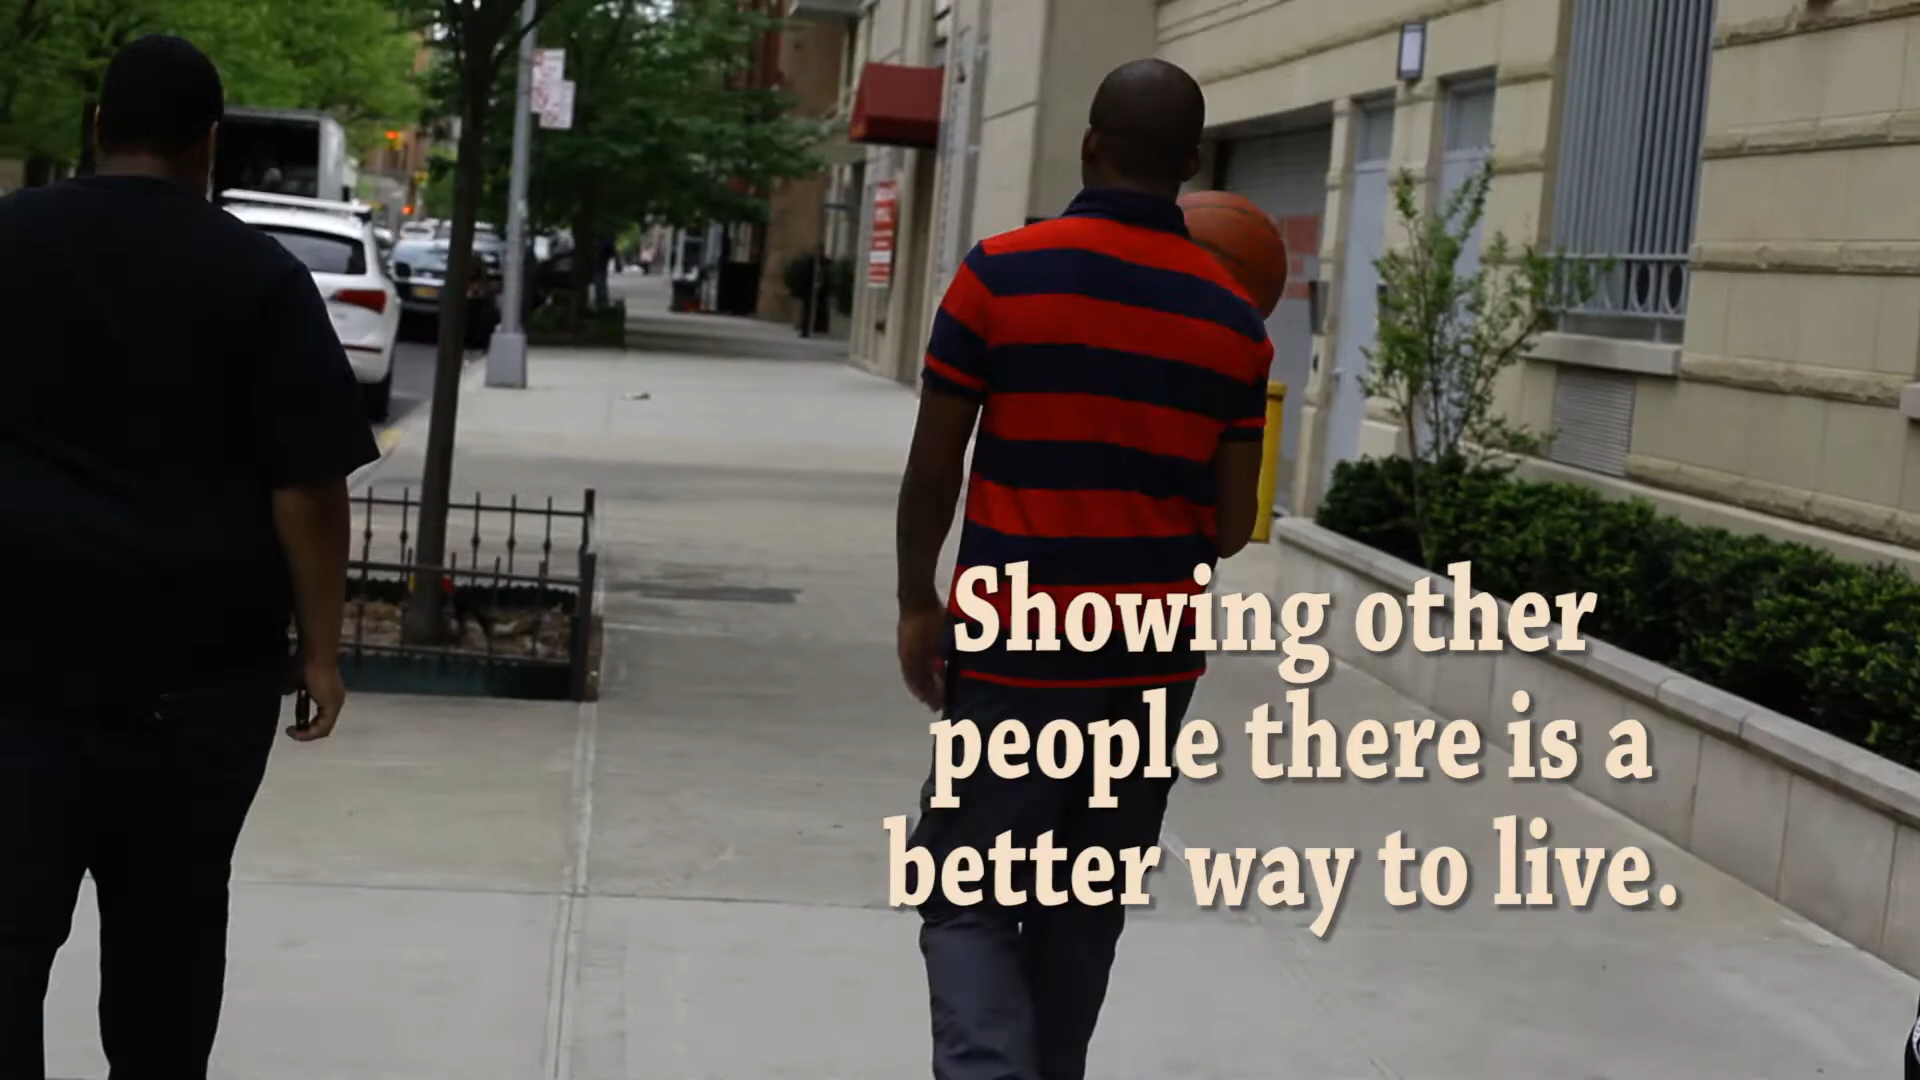 Showing other
people there is a
better way to live.